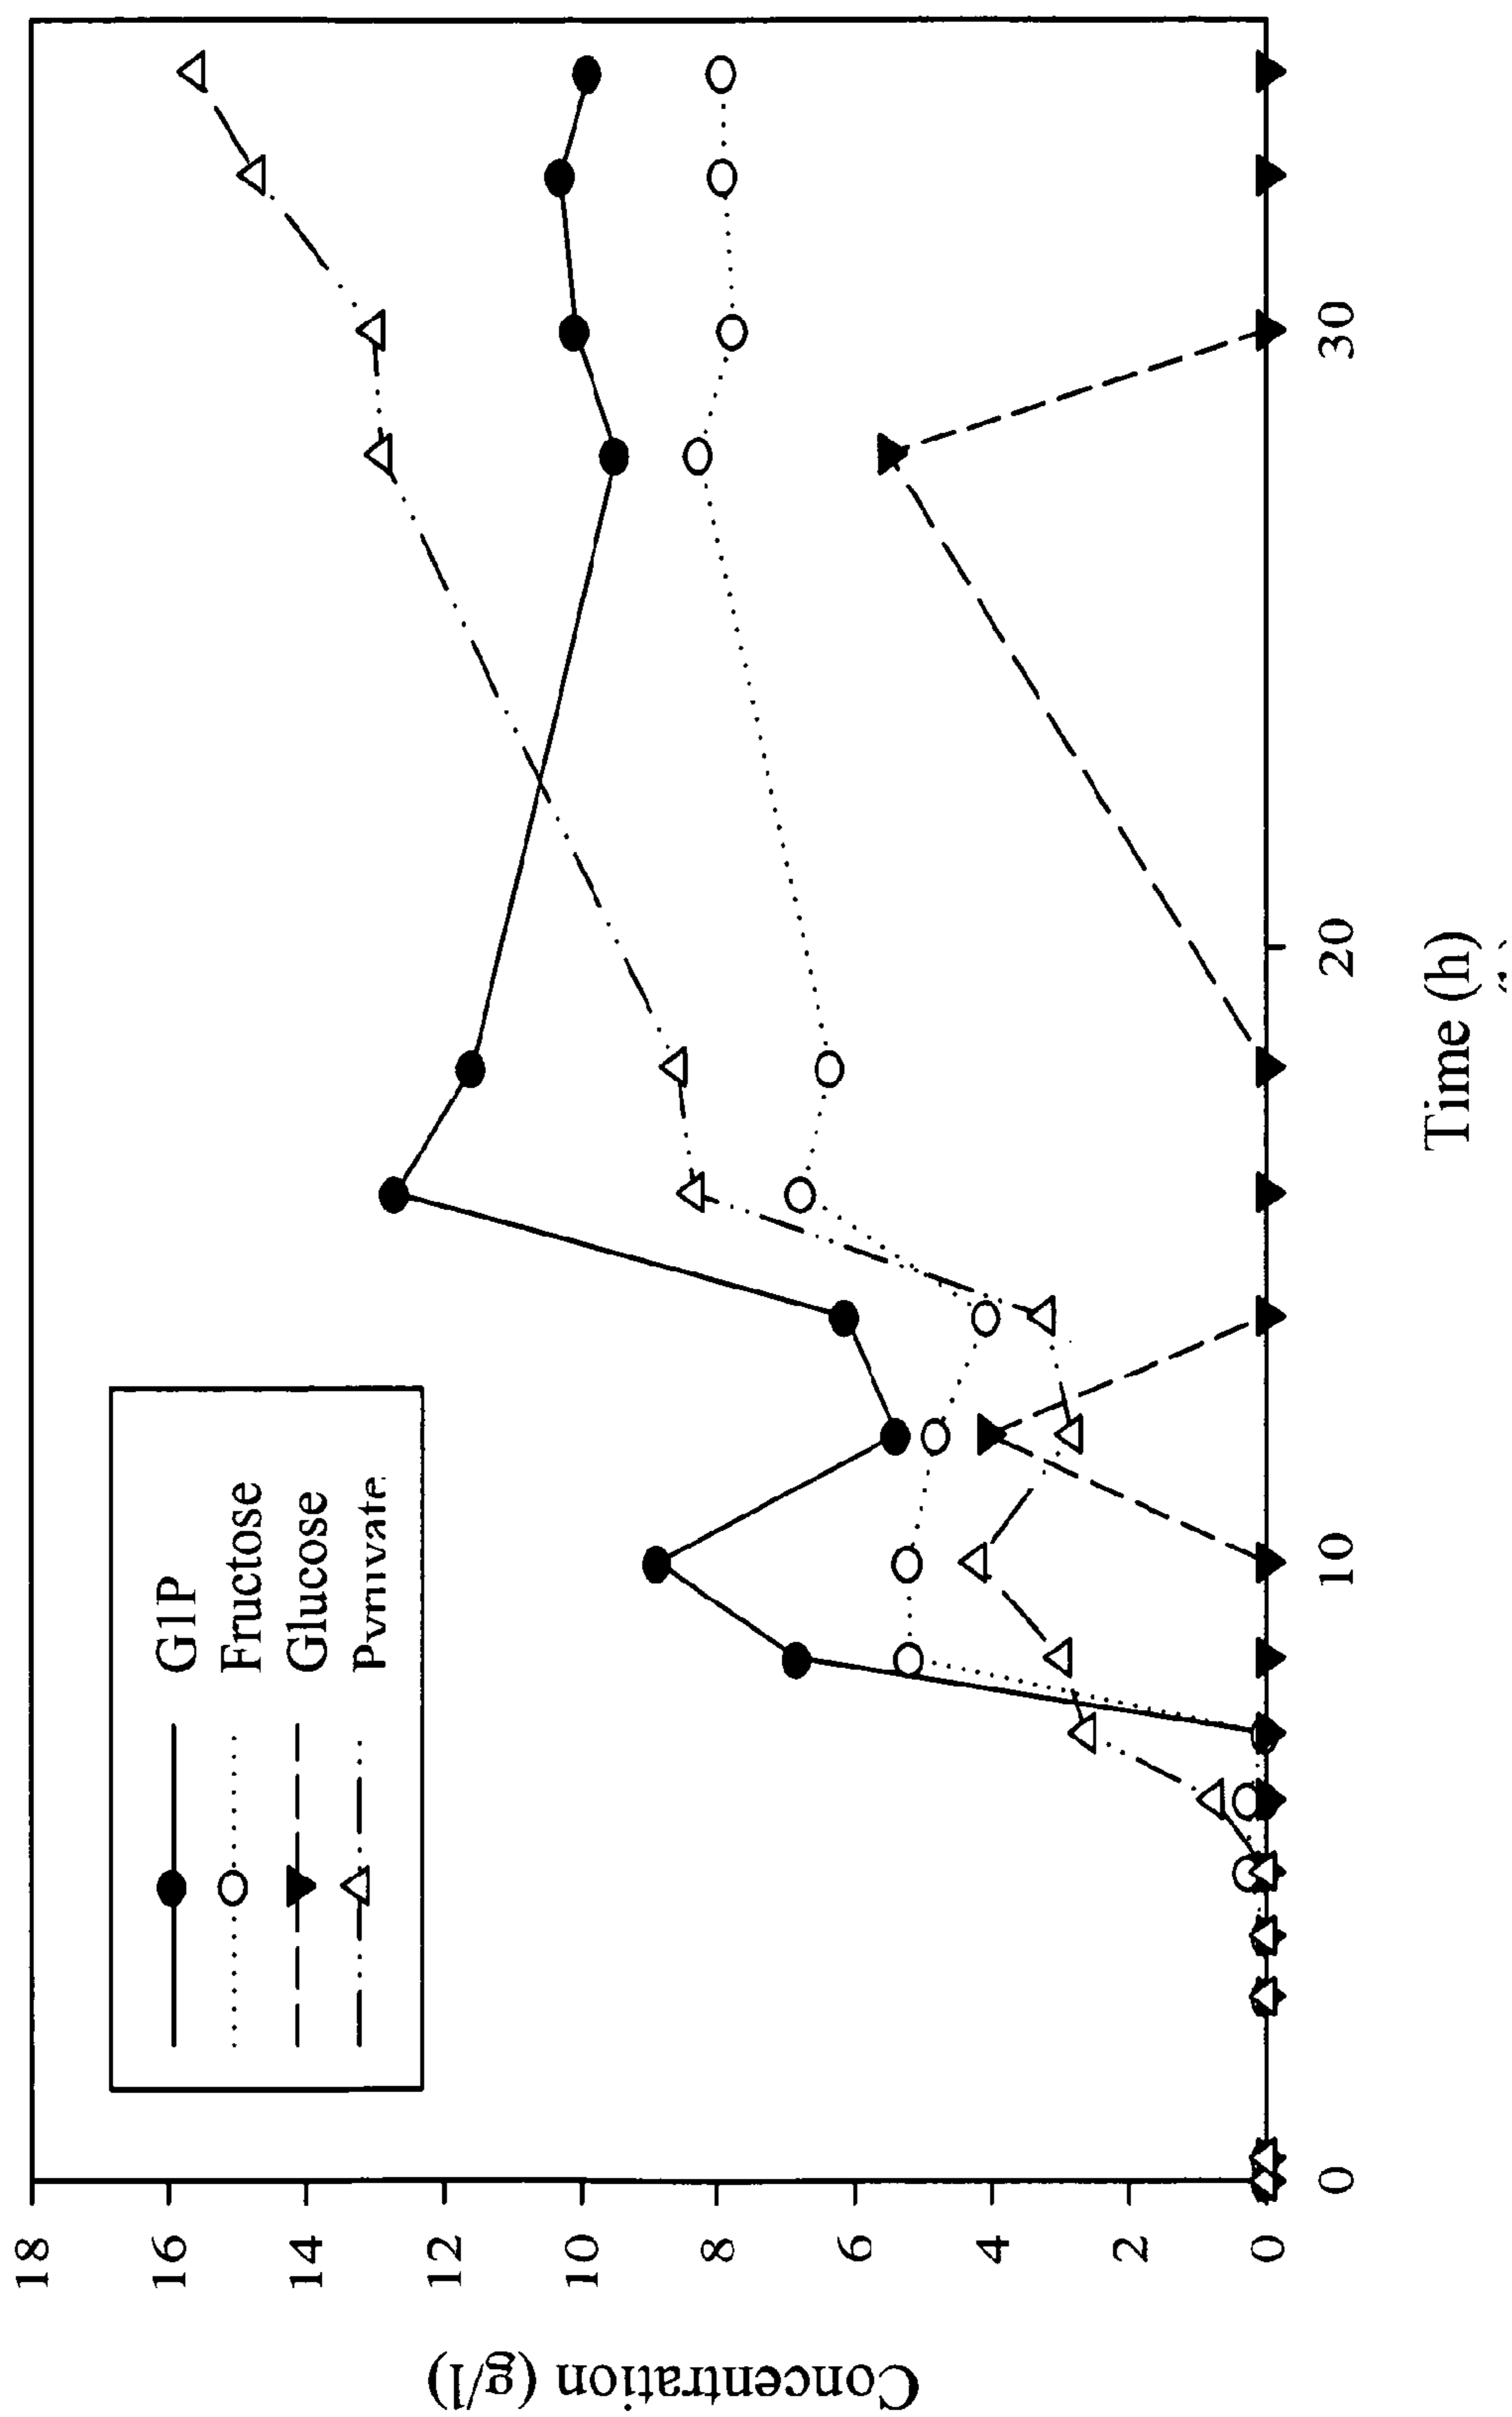 Concentration (g/l)
18
16
14
12
10
8
6
4
2
0
G1P
Fructose
Glucose
Pyruvate
0
10
20
30
Time (h)